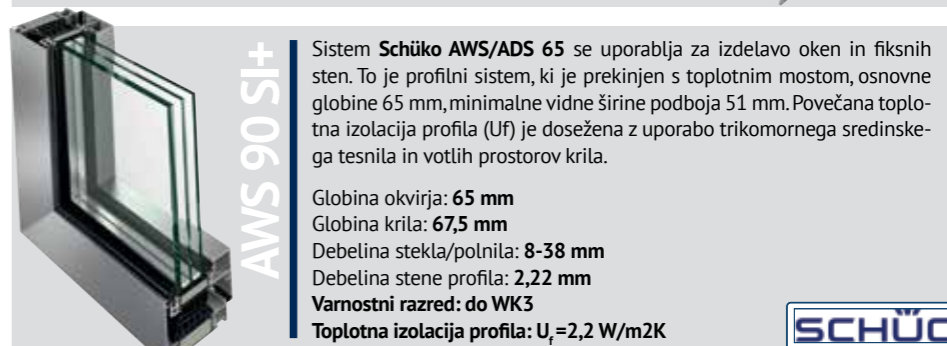 AWS 90 SI+
Sistem Schüko AWS/ADS 65 se uporablja za izdelavo oken in fiksnih
sten. To je profilni sistem, ki je prekinjen s toplotnim mostom, osnovne
globine 65 mm, minimalne vidne širine podboja 51 mm. Povečana toplo-
tna izolacija profila (Uf) je dosežena z uporabo trikomornega sredinske-
ga tesnila in votlih prostorov krila.
Globina okvirja: 65 mm
Globina krila: 67,5 mm
Debelina stekla/polnila: 8-38 mm
Debelina stene profila: 2,22 mm
Varnostni razred: do WK3
Toplotna izolacija profila: Uf=2,2 W/m2K
SCHÜC